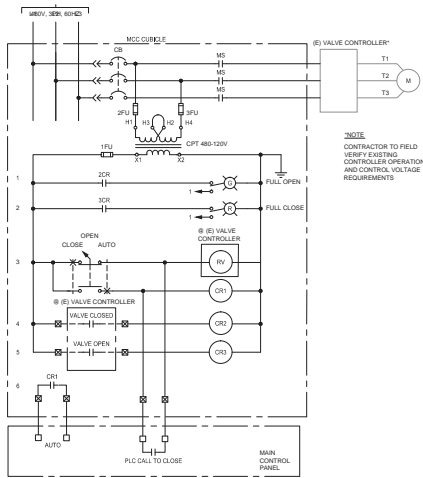 480V, 3PH, 60HZ
MCC CUBICLE
(E) VALVE CONTROLLER*
CB
MS
MS
MS
T1
T2
T3
M
2FU
3FU
H1
H3
H2
H4
*NOTE
CONTRACTOR TO FIELD
VERIFY EXISTING
CONTROLLER OPERATION
AND CONTROL VOLTAGE
REQUIREMENTS
CPT 480-120V
1FU
X1
X2
1
2CR
G
1
FULL OPEN
2
3CR
R
1
FULL CLOSE
@ (E) VALVE
CONTROLLER
OPEN
CLOSE
AUTO
3
RV
CR1
@ (E) VALVE CONTROLLER
VALVE CLOSED
4
CR2
VALVE OPEN
5
CR3
6
CR1
AUTO
PLC CALL TO CLOSE
MAIN
CONTROL
PANEL